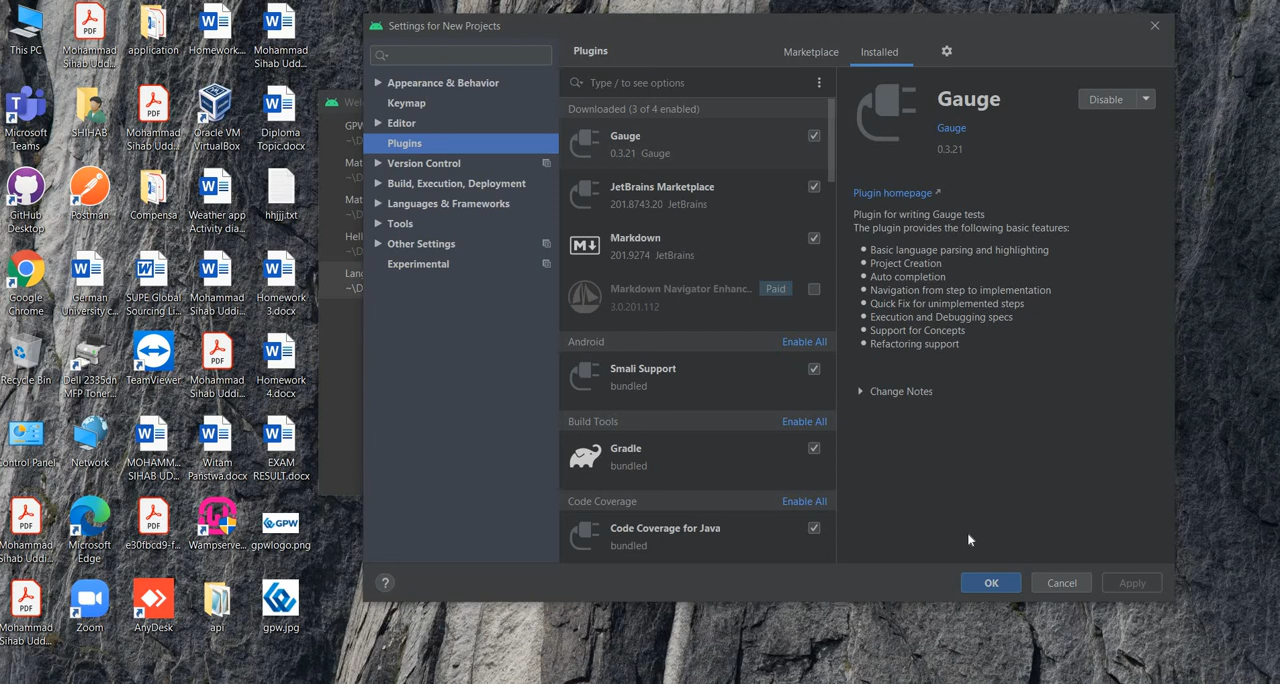 This PC
Mohammad
Sihab Udd...
application
Homework...
Mohammad
Sihab Udd...
Microsoft
Teams
SHIHAB
Mohammad
Sihab Udd...
Oracle VM
VirtualBox
Diploma
Topic.docx
GitHub
Desktop
Postman
Compensa
Weather app
Activity dia...
hhjjj.txt
Google
Chrome
German
University c...
SUPE Global
Sourcing Li...
Mohammad
Sihab Udd...
Homework
3.docx
Recycle Bin
Dell 2335dn
MFP Toner...
TeamViewer
Mohammad
Sihab Udd...
Homework
4.docx
ontrol Panel
Network
MOHAMM...
SIHAB UD...
Witam
Panstwa.docx
EXAM
RESULT.docx
Mohammad
Sihab Uddi...
Microsoft
Edge
e30fbcd9-f...
Wampserve...
gpwlogo.png
Mohammad
Sihab Udd...
Zoom
AnyDesk
api
gpw.jpg
Settings for New Projects
Appearance & Behavior
Keymap
Editor
Plugins
Version Control
Build, Execution, Deployment
Languages & Frameworks
Tools
Other Settings
Experimental
Plugins
Marketplace
Installed
Type / to see options
Downloaded (3 of 4 enabled)
Gauge
0.3.21 Gauge
JetBrains Marketplace
201.8743.20 JetBrains
Markdown
201.9274 JetBrains
Markdown Navigator Enhanc.. Paid
3.0.201.112
Android Enable All
Smali Support
bundled
Build Tools Enable All
Gradle
bundled
Code Coverage Enable All
Code Coverage for Java
bundled
Gauge
Disable
Gauge
0.3.21
Plugin homepage
Plugin for writing Gauge tests
The plugin provides the following basic features:
Basic language parsing and highlighting
Project Creation
Auto completion
Navigation from step to implementation
Quick Fix for unimplemented steps
Execution and Debugging specs
Support for Concepts
Refactoring support
Change Notes
?
OK
Cancel
Apply